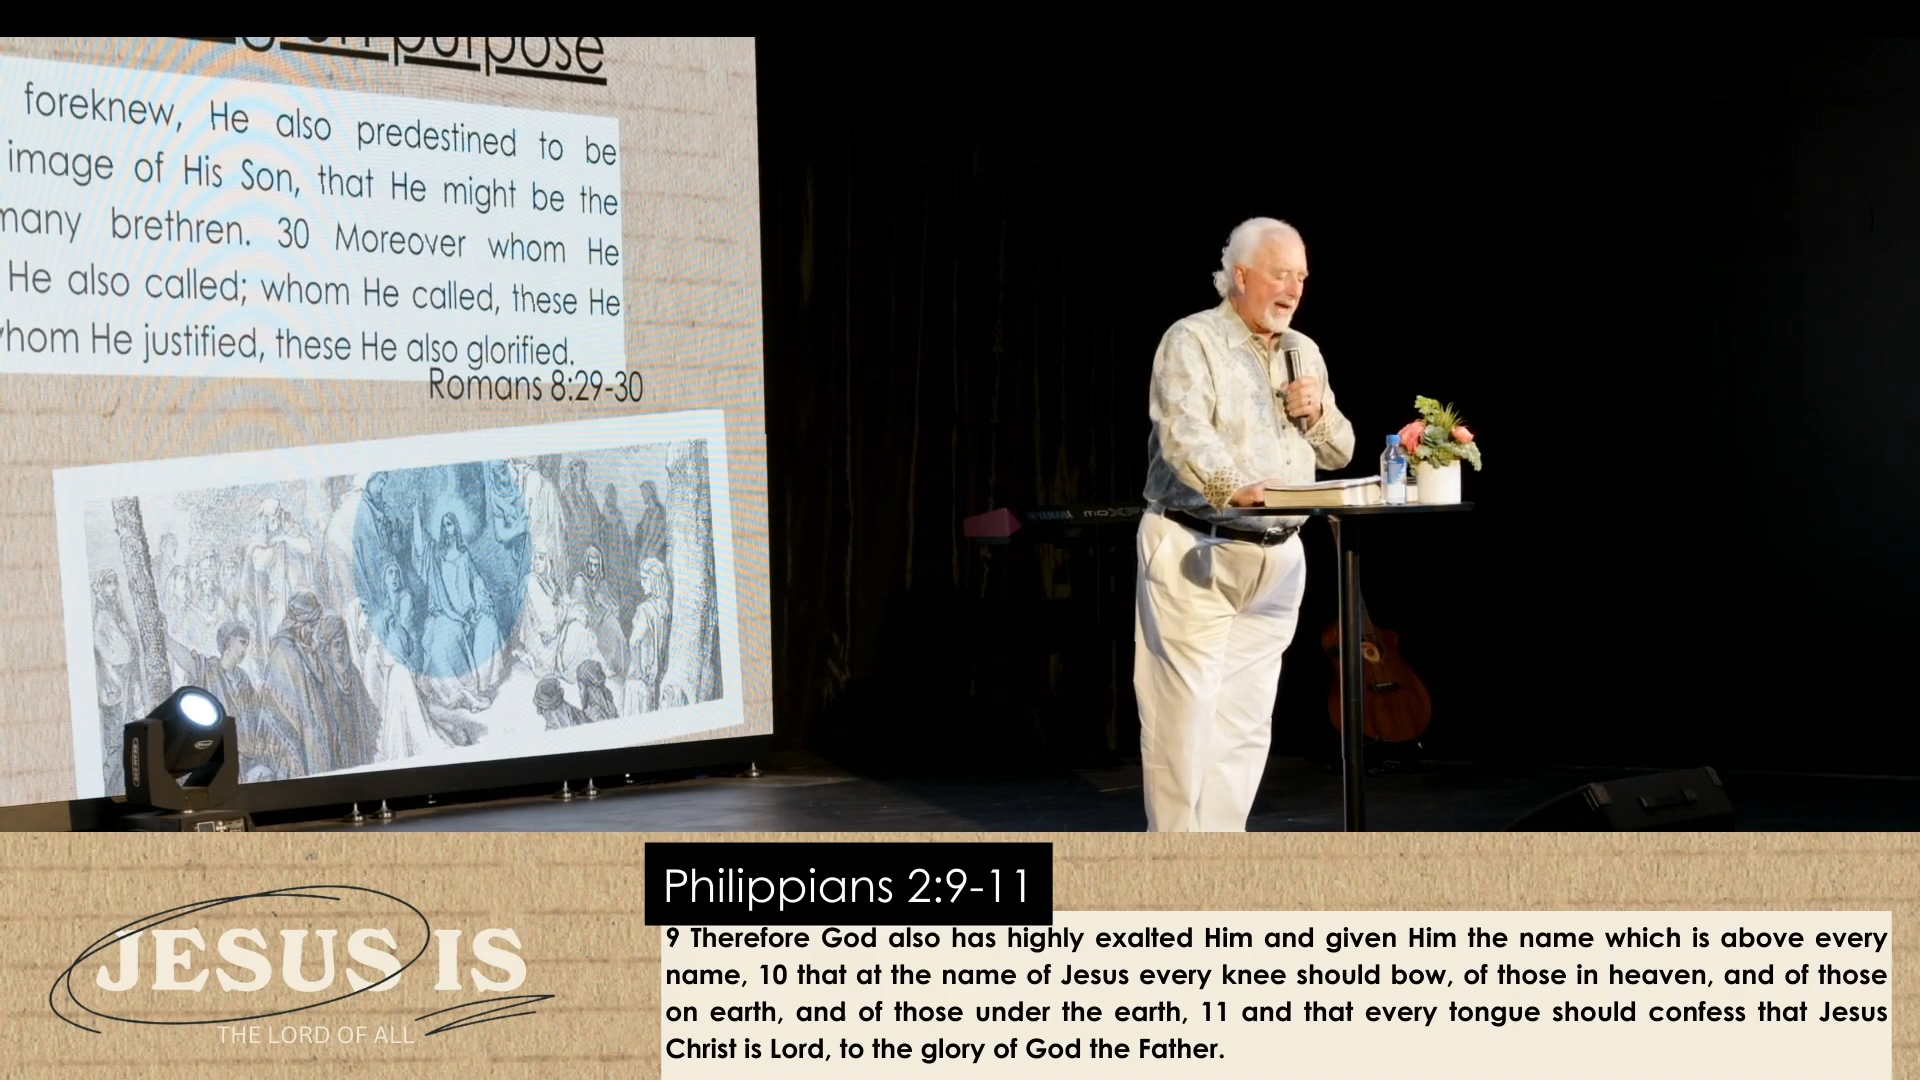 on purpose
foreknew, He also predestined to be
image of His Son, that He might be the
many brethren. 30 Moreover whom He
He also called; whom He called, these He
whom He justified, these He also glorified.
Romans 8:29-30
YAMAHA MOXF
Philippians 2:9-11
9 Therefore God also has highly exalted Him and given Him the name which is above every
name, 10 that at the name of Jesus every knee should bow, of those in heaven, and of those
on earth, and of those under the earth, 11 and that every tongue should confess that Jesus
Christ is Lord, to the glory of God the Father.
JESUS IS
THE LORD OF ALL